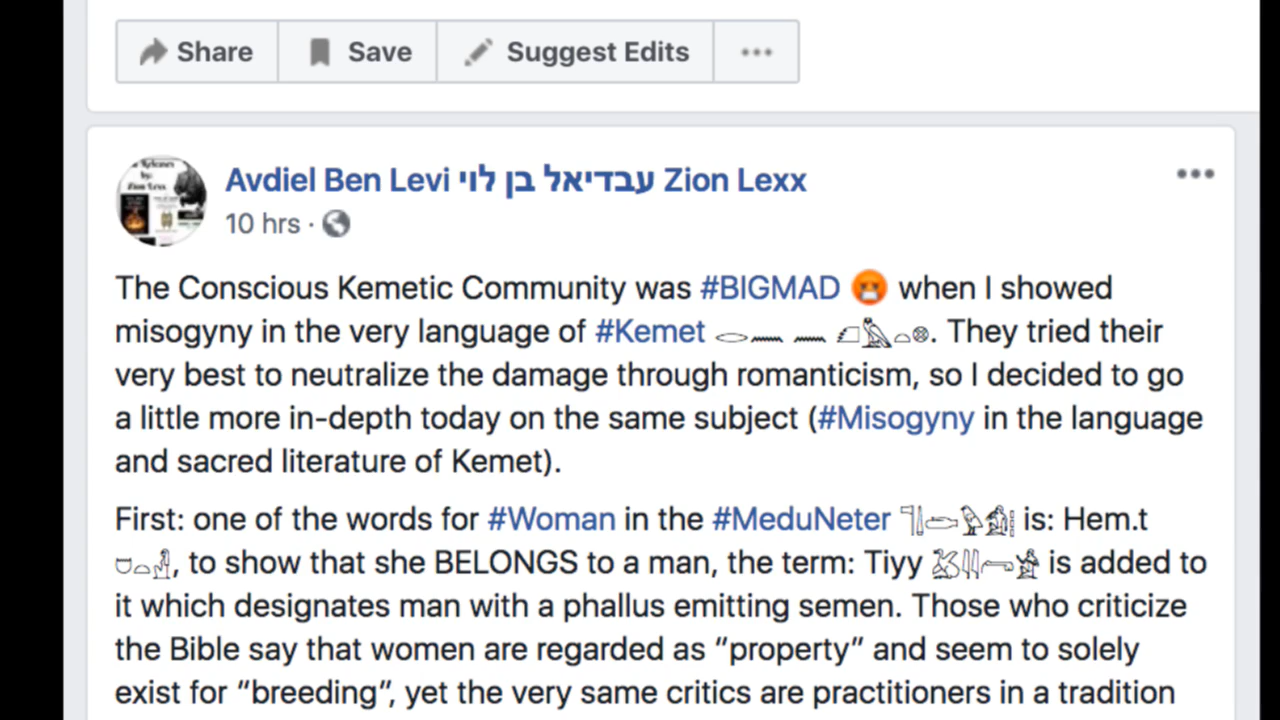 Share Save Suggest Edits
Avdiel Ben Levi עבדיאל בן לוי Zion Lexx
10 hrs ·
The Conscious Kemetic Community was #BIGMAD 😡 when I showed
misogyny in the very language of #Kemet. They tried their
very best to neutralize the damage through romanticism, so I decided to go
a little more in-depth today on the same subject (#Misogyny in the language
and sacred literature of Kemet).
First: one of the words for #Woman in the #MeduNeter is: Hem.t
, to show that she BELONGS to a man, the term: Tiyy is added to
it which designates man with a phallus emitting semen. Those who criticize
the Bible say that women are regarded as “property” and seem to solely
exist for “breeding”, yet the very same critics are practitioners in a tradition